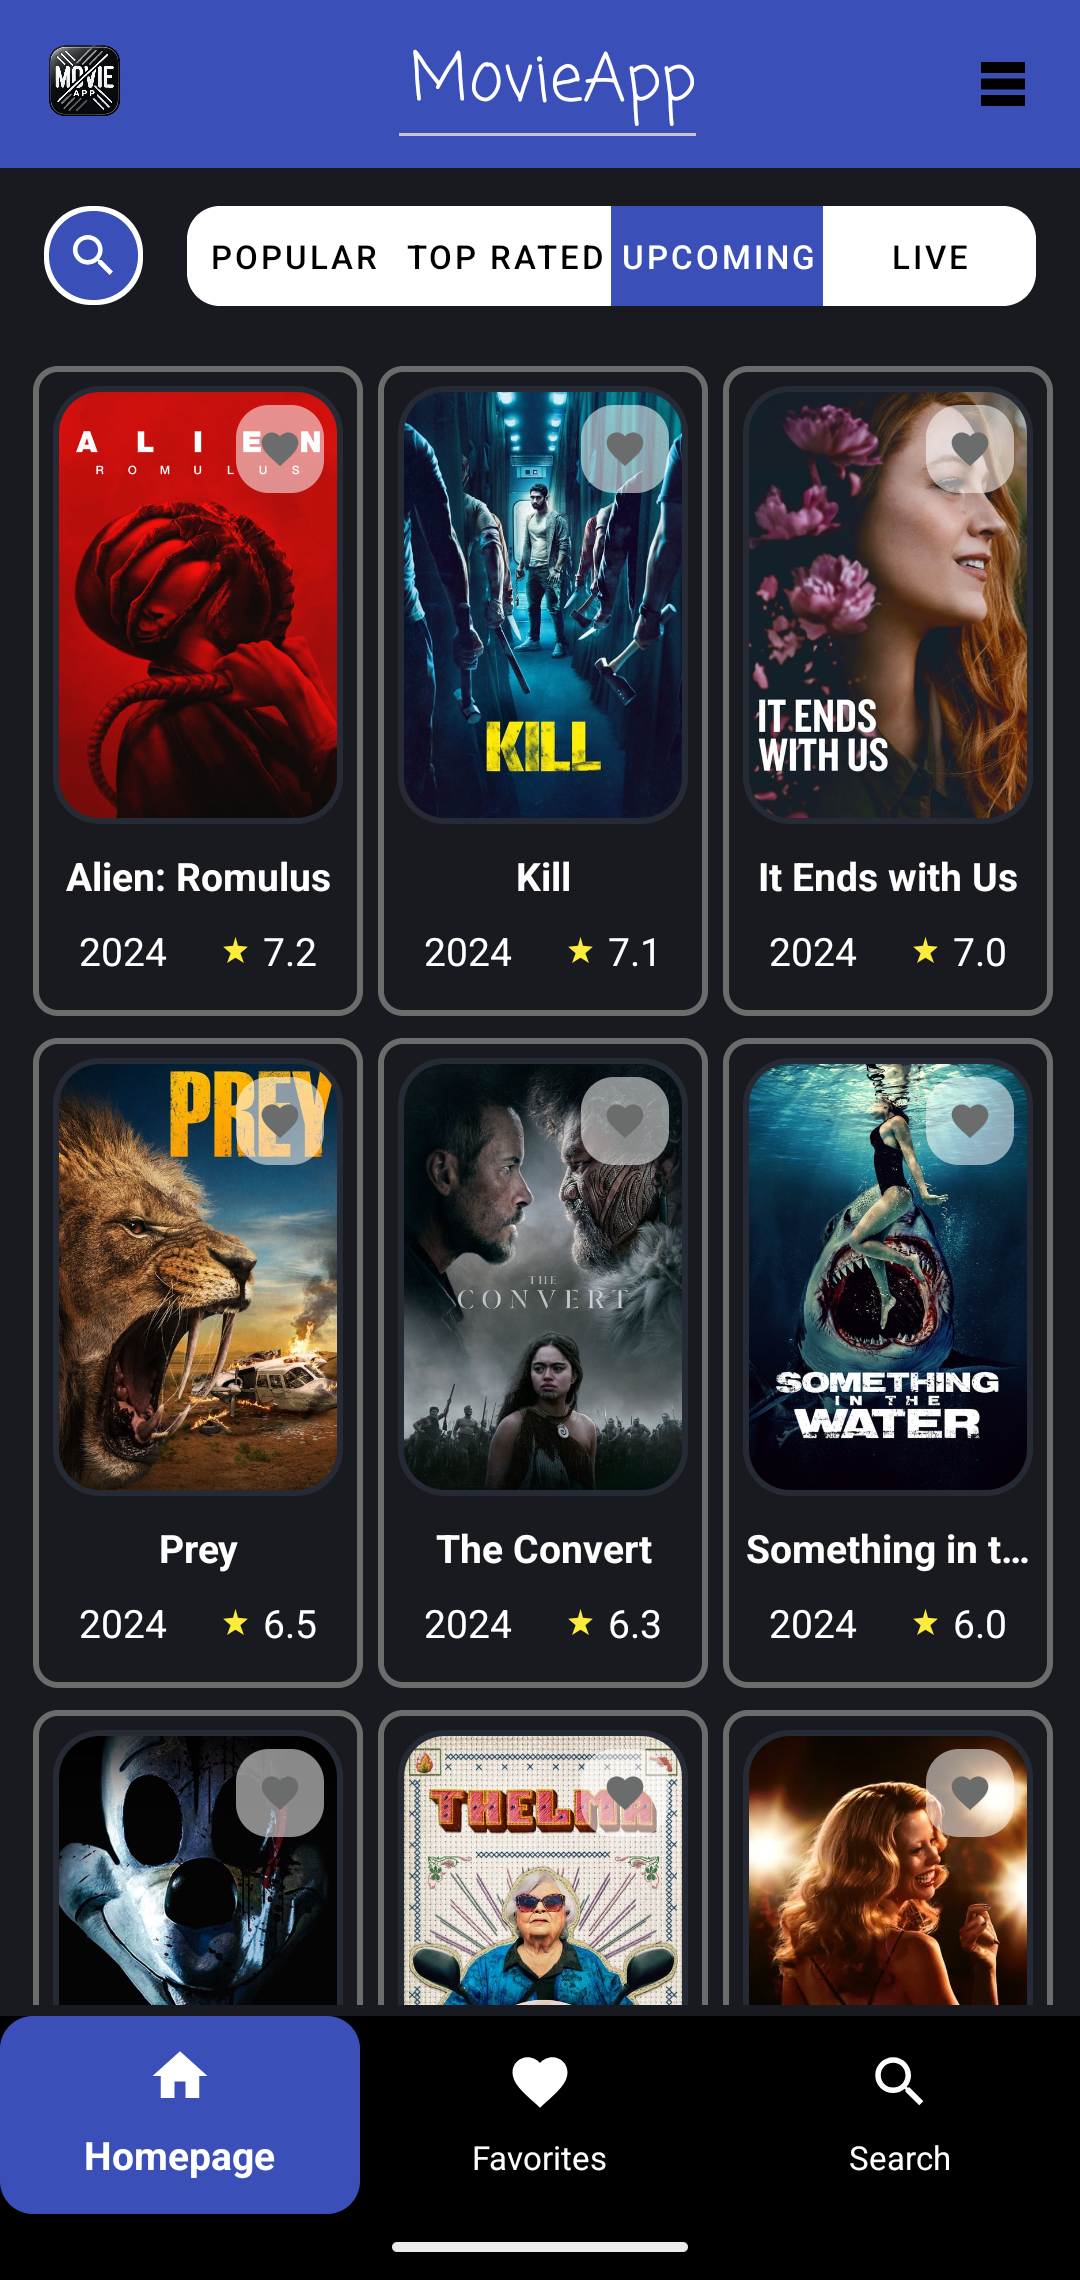 MOVIE
APP
MovieApp
POPULAR TOP RATED UPCOMING LIVE
ALIEN
ROMULUS
KILL
IT ENDS
WITH US
Alien: Romulus
Kill
It Ends with Us
2024 7.2
2024 7.1
2024 7.0
PREY
THE
CONVERT
SOMETHING
IN THE
WATER
Prey
The Convert
Something in t...
2024 6.5
2024 6.3
2024 6.0
THELMA
Homepage
Favorites
Search